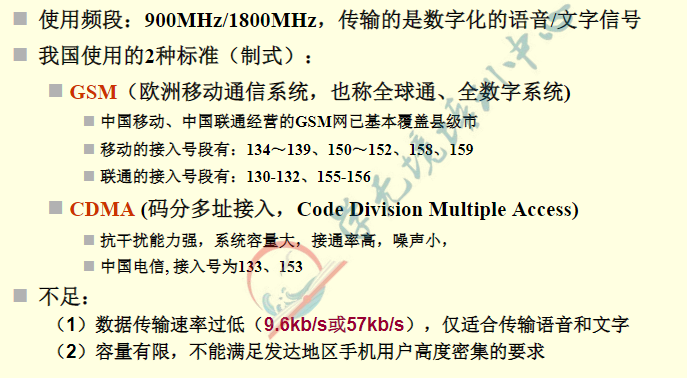 使用频段：900MHz/1800MHz，传输的是数字化的语音/文字信号
我国使用的2种标准（制式）：
GSM（欧洲移动通信系统，也称全球通、全数字系统)
中国移动、中国联通经营的GSM网已基本覆盖县级市
移动的接入号段有：134～139、150～152、158、159
联通的接入号段有：130-132、155-156
CDMA (码分多址接入，Code Division Multiple Access)
抗干扰能力强，系统容量大，接通率高，噪声小，
中国电信, 接入号为133、153
不足：
（1）数据传输速率过低（9.6kb/s或57kb/s），仅适合传输语音和文字
（2）容量有限，不能满足发达地区手机用户高度密集的要求
学无境培训中心